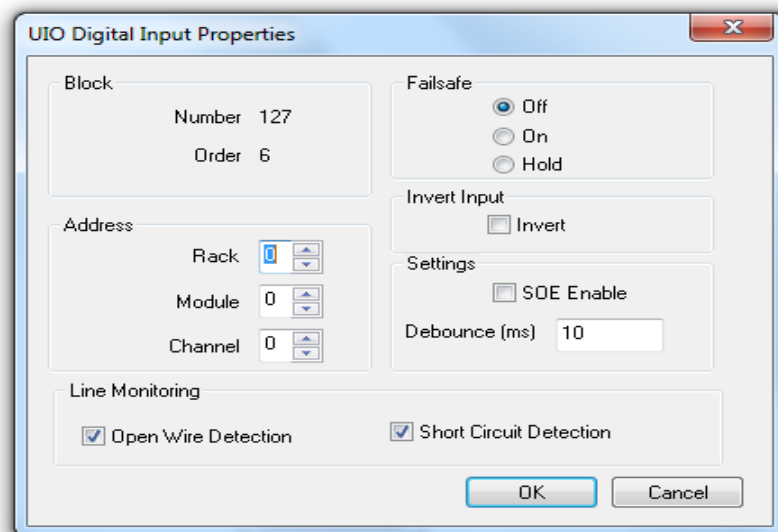 UIO Digital Input Properties
Block
Number 127
Order 6
Failsafe
Off
On
Hold
Invert Input
Invert
Address
Rack 0
Module 0
Channel 0
Settings
SOE Enable
Debounce (ms) 10
Line Monitoring
Open Wire Detection
Short Circuit Detection
OK
Cancel